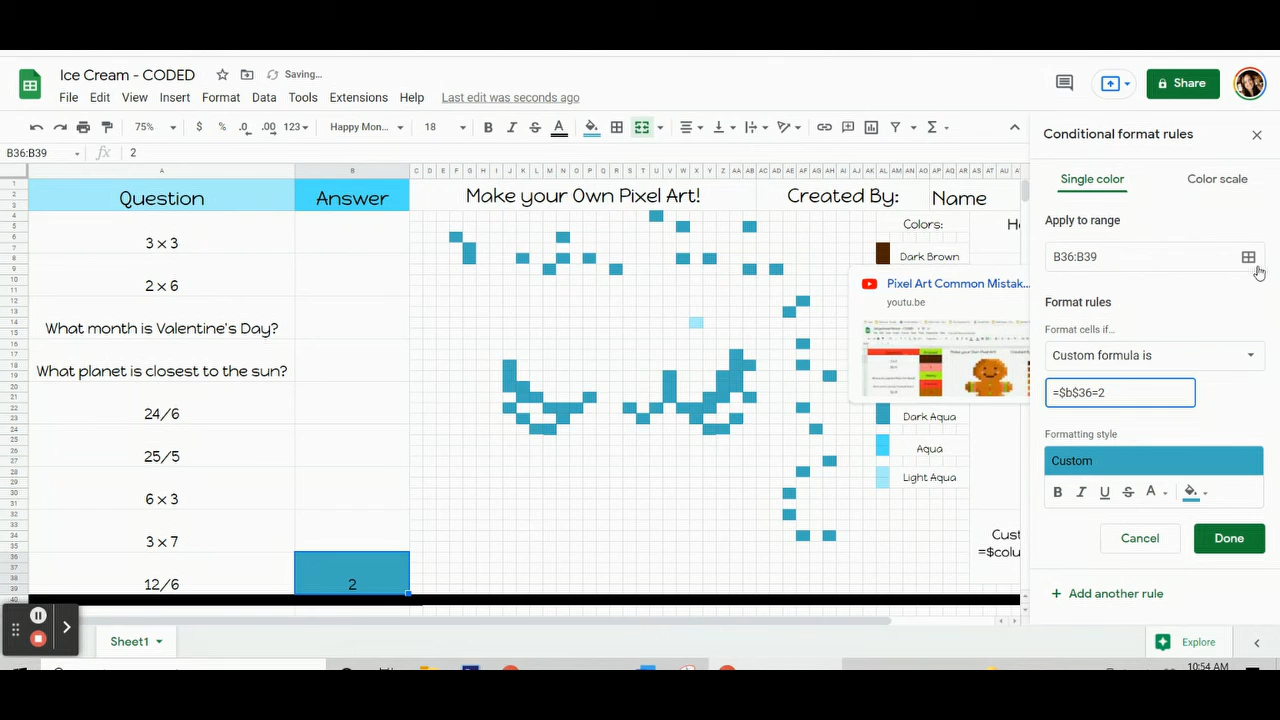 Ice Cream - CODED
Saving...
File Edit View Insert Format Data Tools Extensions Help Last edit was seconds ago
Share
75% $ % .0 .00 123 Happy Mon... 18
B36:B39 fx 2
Conditional format rules
Single color Color scale
Apply to range
B36:B39
Format rules
Format cells if...
Custom formula is
=$b$36=2
Formatting style
Custom
B I U S A
Cancel Done
+ Add another rule
Question Answer Make your Own Pixel Art! Created By: Name
3 x 3
2 x 6
What month is Valentine's Day?
What planet is closest to the sun?
24/6
25/5
6 x 3
3 x 7
12/6 2
Colors:
Dark Brown
Pixel Art Common Mistak...
youtu.be
Dark Aqua
Aqua
Light Aqua
Cust
=$colu
Sheet1
Explore
10:54 AM